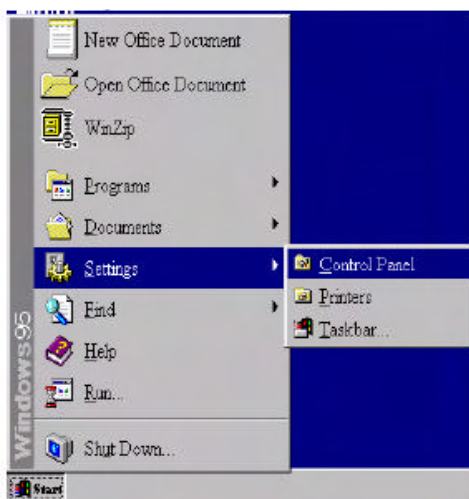 New Office Document
Open Office Document
WinZip
Programs
Documents
Settings
Control Panel
Printers
Taskbar...
Find
Help
Run...
Shut Down...
Windows95
Start